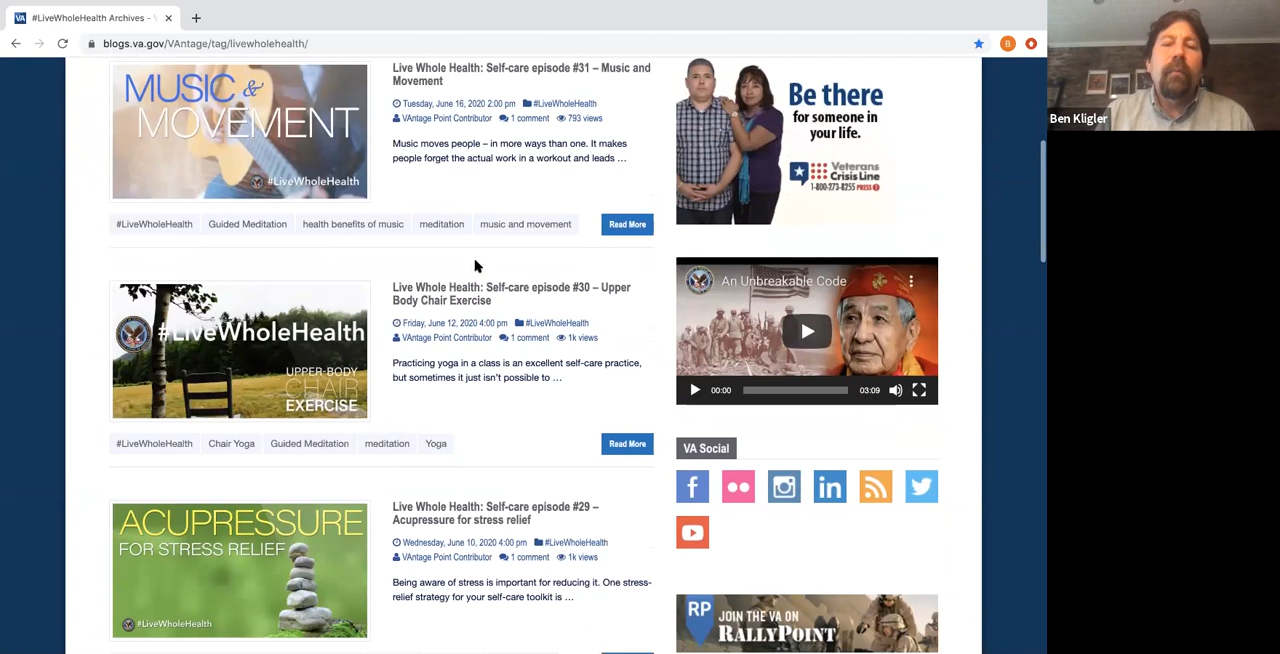 #LiveWholeHealth Archives - V
blogs.va.gov/VAntage/tag/livewholehealth/
B
Ben Kligler
MUSIC &
MOVEMENT
#LiveWholeHealth
Live Whole Health: Self-care episode #31 – Music and
Movement
Tuesday, June 16, 2020 2:00 pm #LiveWholeHealth
VAntage Point Contributor 1 comment 793 views
Music moves people – in more ways than one. It makes
people forget the actual work in a workout and leads …
#LiveWholeHealth Guided Meditation health benefits of music meditation music and movement Read More
#LiveWholeHealth
UPPER-BODY
CHAIR
EXERCISE
Live Whole Health: Self-care episode #30 – Upper
Body Chair Exercise
Friday, June 12, 2020 4:00 pm #LiveWholeHealth
VAntage Point Contributor 1 comment 1k views
Practicing yoga in a class is an excellent self-care practice,
but sometimes it just isn't possible to …
#LiveWholeHealth Chair Yoga Guided Meditation meditation Yoga Read More
ACUPRESSURE
FOR STRESS RELIEF
#LiveWholeHealth
Live Whole Health: Self-care episode #29 –
Acupressure for stress relief
Wednesday, June 10, 2020 4:00 pm #LiveWholeHealth
VAntage Point Contributor 1 comment 1k views
Being aware of stress is important for reducing it. One stress-
relief strategy for your self-care toolkit is …
Be there
for someone in
your life.
Veterans
Crisis Line
1-800-273-8255 PRESS 1
An Unbreakable Code
00:00 03:09
VA Social
RP
JOIN THE VA ON
RALLYPOINT